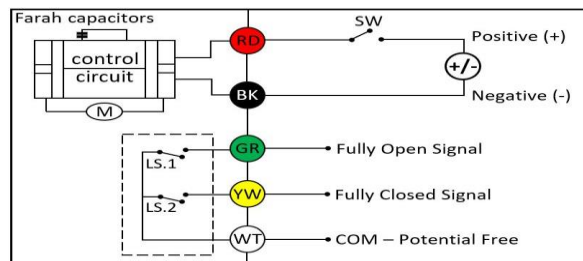 Farah capacitors
control
circuit
M
RD
SW
Positive (+)
+/-
BK
Negative (-)
LS.1
GR
Fully Open Signal
LS.2
YW
Fully Closed Signal
WT
COM – Potential Free